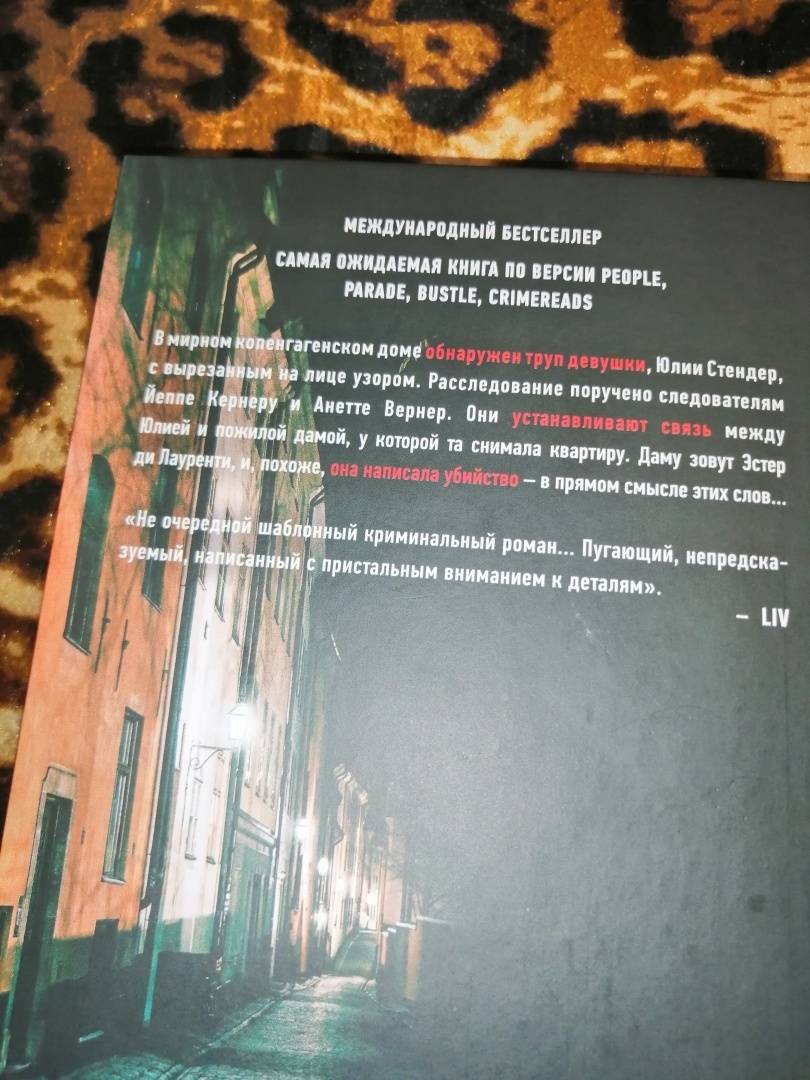 МЕЖДУНАРОДНЫЙ БЕСТСЕЛЛЕР
САМАЯ ОЖИДАЕМАЯ КНИГА ПО ВЕРСИИ PEOPLE,
PARADE, BUSTLE, CRIMEREADS
В мирном копенгагенском доме обнаружен труп девушки, Юлии Стендер,
с вырезанным на лице узором. Расследование поручено следователям
Йеппе Кернеру и Анетте Вернер. Они устанавливают связь между
Юлией и пожилой дамой, у которой та снимала квартиру. Даму зовут Эстер
ди Лауренти, и, похоже, она написала убийство – в прямом смысле этих слов...
«Не очередной шаблонный криминальный роман... Пугающий, непредска-
зуемый, написанный с пристальным вниманием к деталям».
– LIV